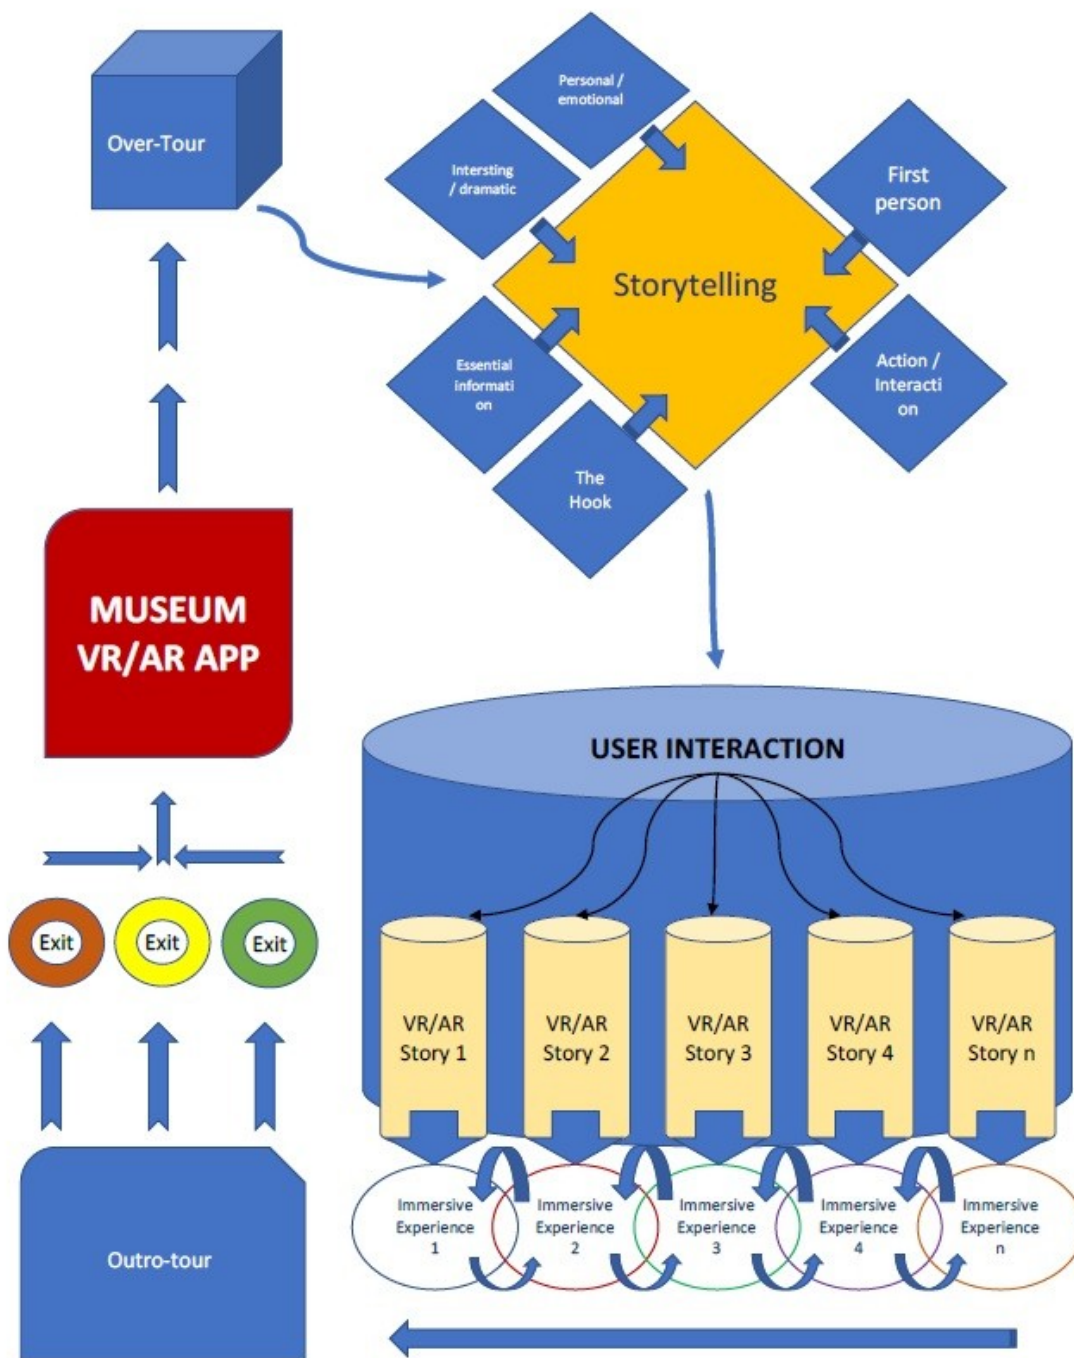 Over-Tour
Personal /
emotional
Intersting
/ dramatic
First
person
Storytelling
Essential
informati
on
Action /
Interacti
on
The
Hook
MUSEUM
VR/AR APP
USER INTERACTION
Exit
Exit
Exit
VR/AR
Story 1
VR/AR
Story 2
VR/AR
Story 3
VR/AR
Story 4
VR/AR
Story n
Immersive
Experience
1
Immersive
Experience
2
Immersive
Experience
3
Immersive
Experience
4
Immersive
Experience
n
Outro-tour